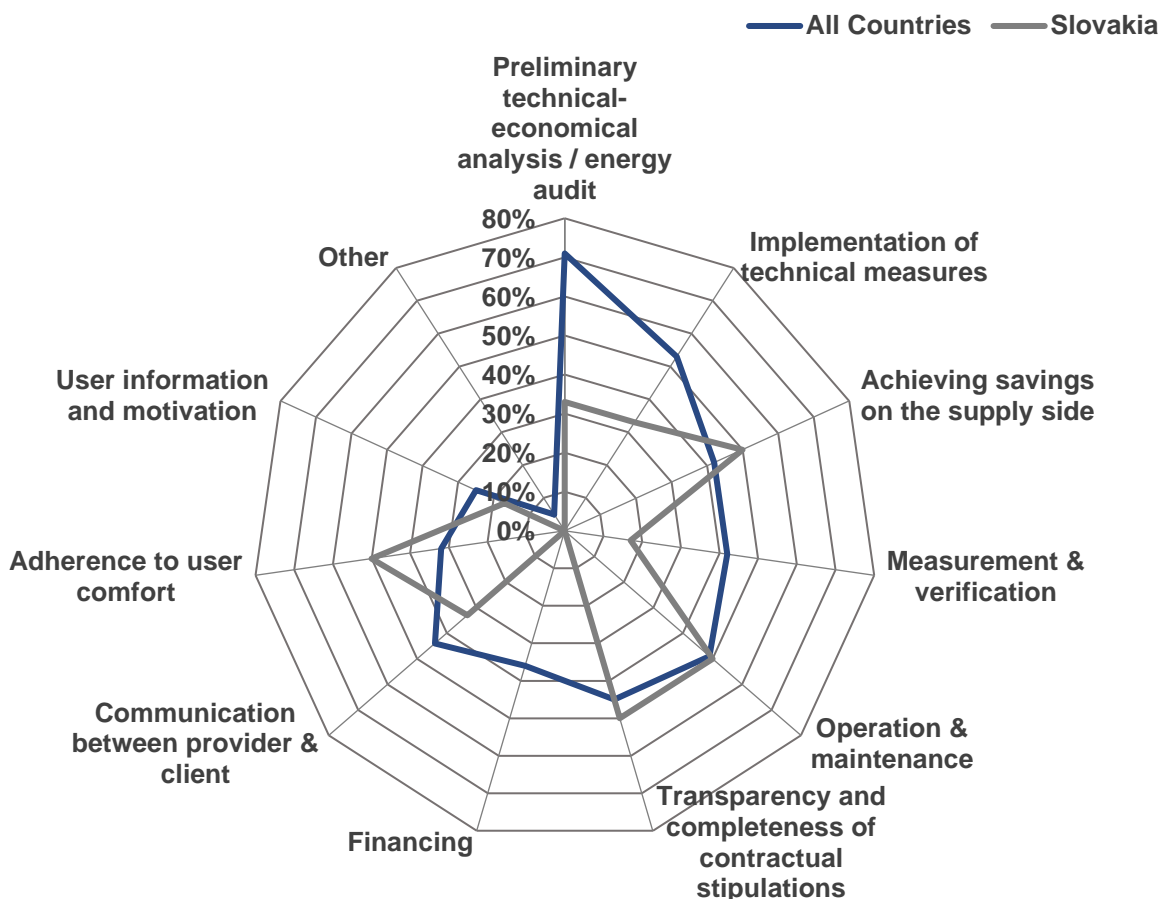 All Countries
Slovakia
Preliminary
technical-
economical
analysis / energy
audit
80%
70%
60%
50%
40%
30%
20%
10%
0%
Implementation of
technical measures
Achieving savings
on the supply side
Measurement &
verification
Operation &
maintenance
Transparency and
completeness of
contractual
stipulations
Financing
Communication
between provider &
client
Adherence to user
comfort
User information
and motivation
Other